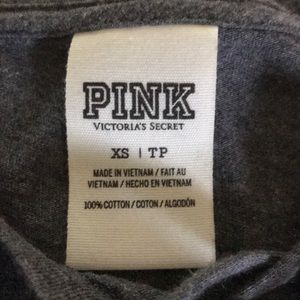 PINK
VICTORIA'S SECRET
XS | TP
MADE IN VIETNAM / FAIT AU
VIETNAM / HECHO EN VIETNAM
100% COTTON / COTON / ALGODÓN